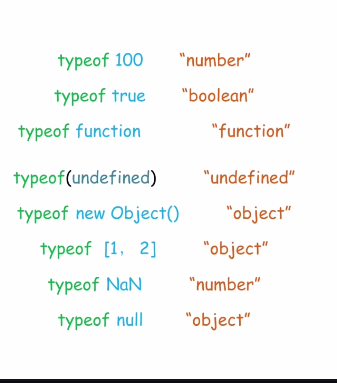 typeof 100 “number”
typeof true “boolean”
typeof function “function”
typeof(undefined) “undefined”
typeof new Object() “object”
typeof [1， 2] “object”
typeof NaN “number”
typeof null “object”